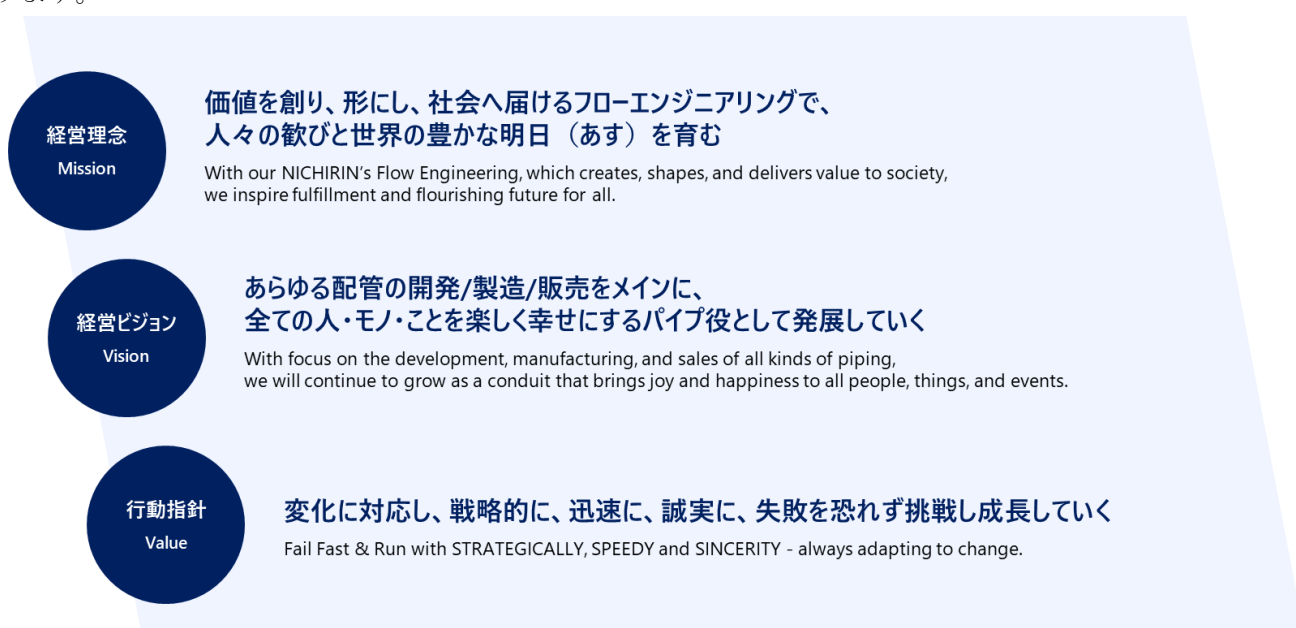 ります。
経営理念
Mission
価値を創り、形にし、社会へ届けるフローエンジニアリングで、
人々の歓びと世界の豊かな明日（あす）を育む
With our NICHIRIN's Flow Engineering, which creates, shapes, and delivers value to society,
we inspire fulfillment and flourishing future for all.
経営ビジョン
Vision
あらゆる配管の開発/製造/販売をメインに、
全ての人・モノ・ことを楽しく幸せにするパイプ役として発展していく
With focus on the development, manufacturing, and sales of all kinds of piping,
we will continue to grow as a conduit that brings joy and happiness to all people, things, and events.
行動指針
Value
変化に対応し、戦略的に、迅速に、誠実に、失敗を恐れず挑戦し成長していく
Fail Fast & Run with STRATEGICALLY, SPEEDY and SINCERITY - always adapting to change.